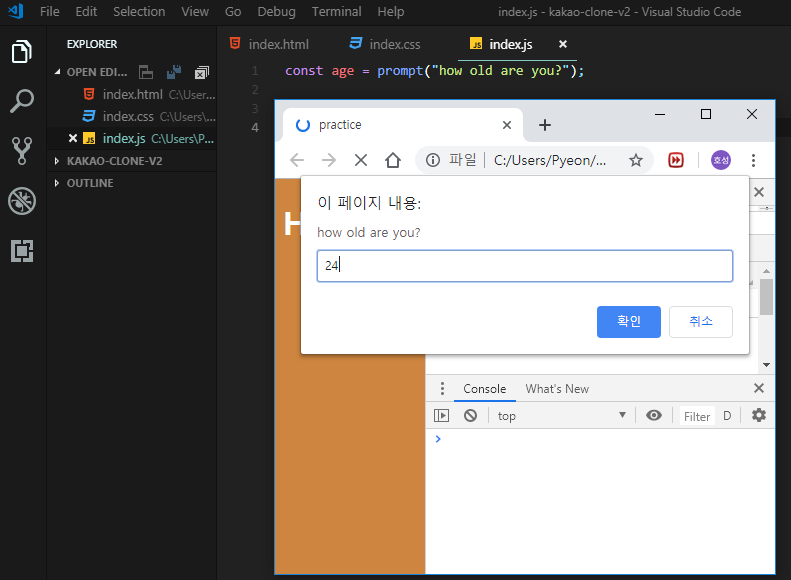 File Edit Selection View Go Debug Terminal Help index.js - kakao-clone-v2 - Visual Studio Code
EXPLORER
OPEN EDI...
index.html C:\User...
index.css C:\Users\...
index.js C:\Users\P...
KAKAO-CLONE-V2
OUTLINE
index.html index.css JS index.js
1 const age = prompt("how old are you?");
2
3
4
practice
파일 C:/Users/Pyeon/... 호성
H
이 페이지 내용:
how old are you?
24
확인 취소
Console What's New
top Filter D